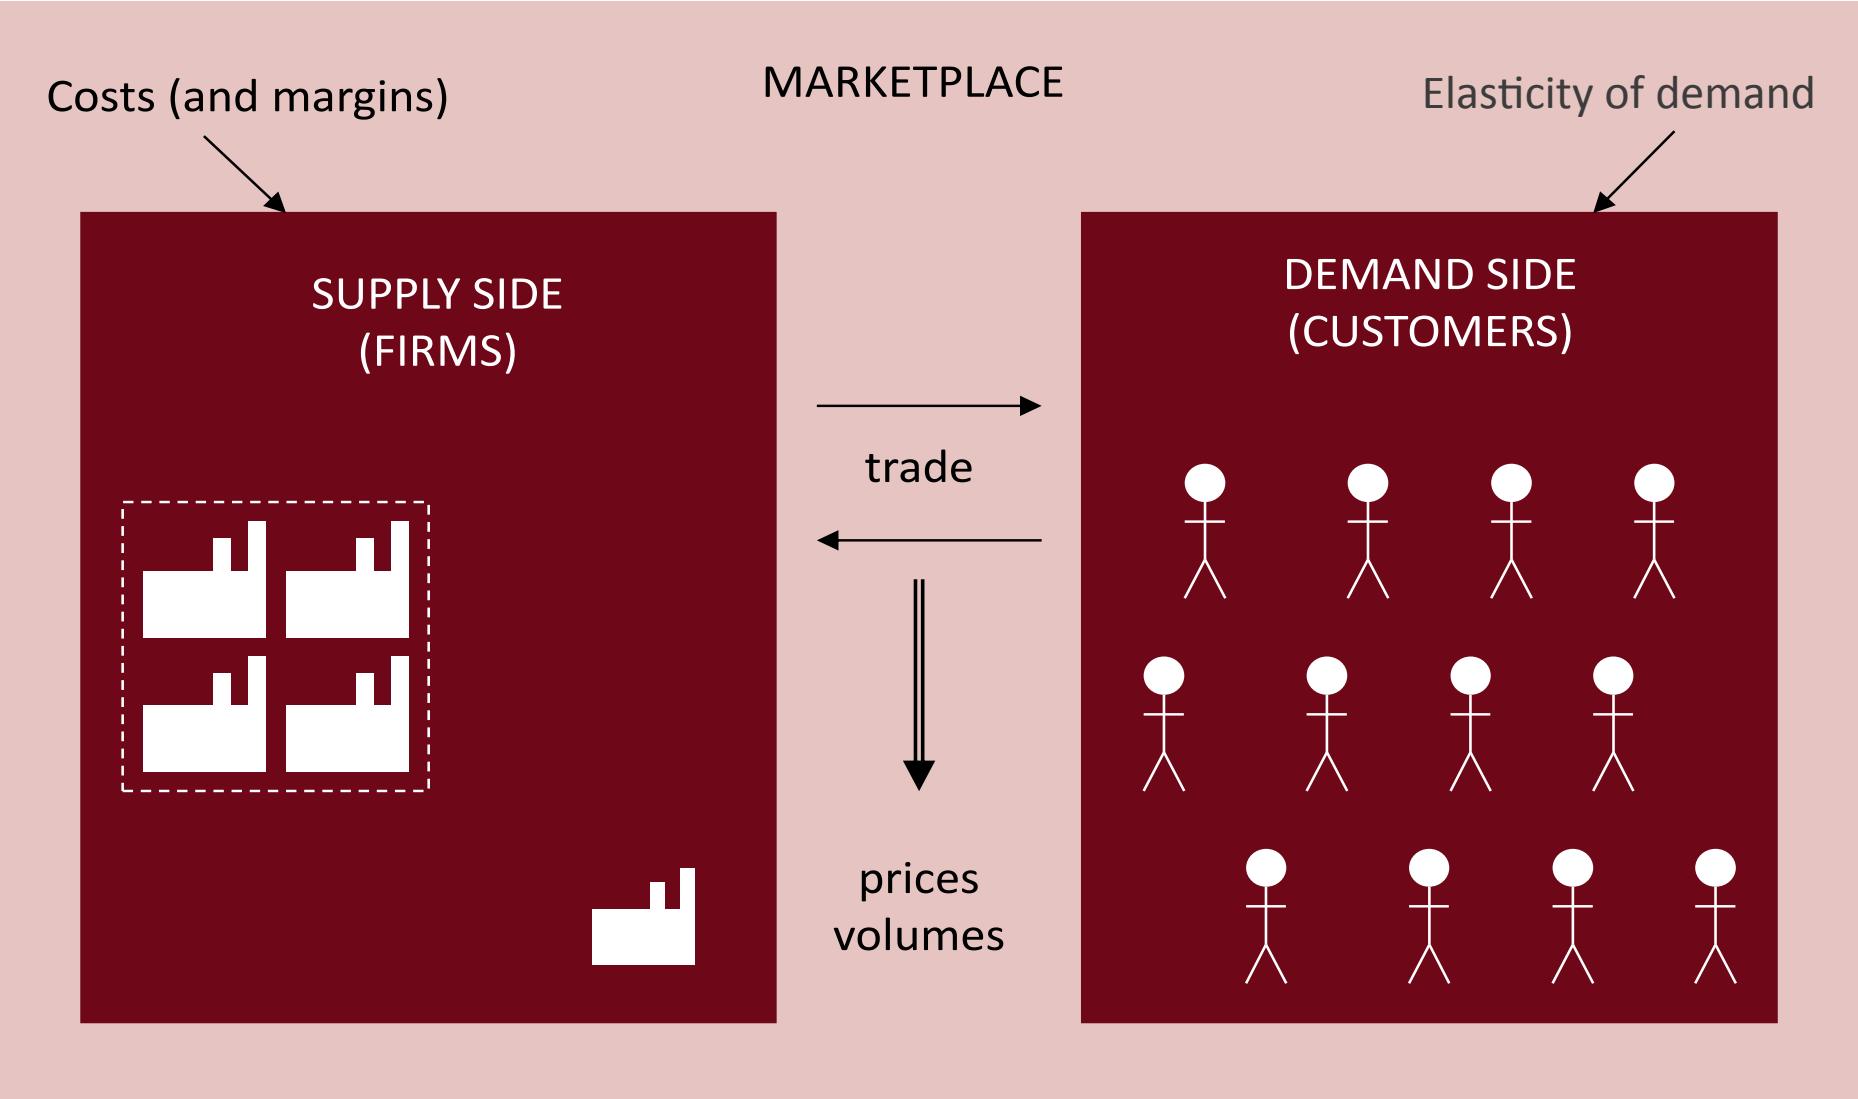 MARKETPLACE
Costs (and margins)
Elasticity of demand
SUPPLY SIDE
(FIRMS)
DEMAND SIDE
(CUSTOMERS)
trade
prices
volumes